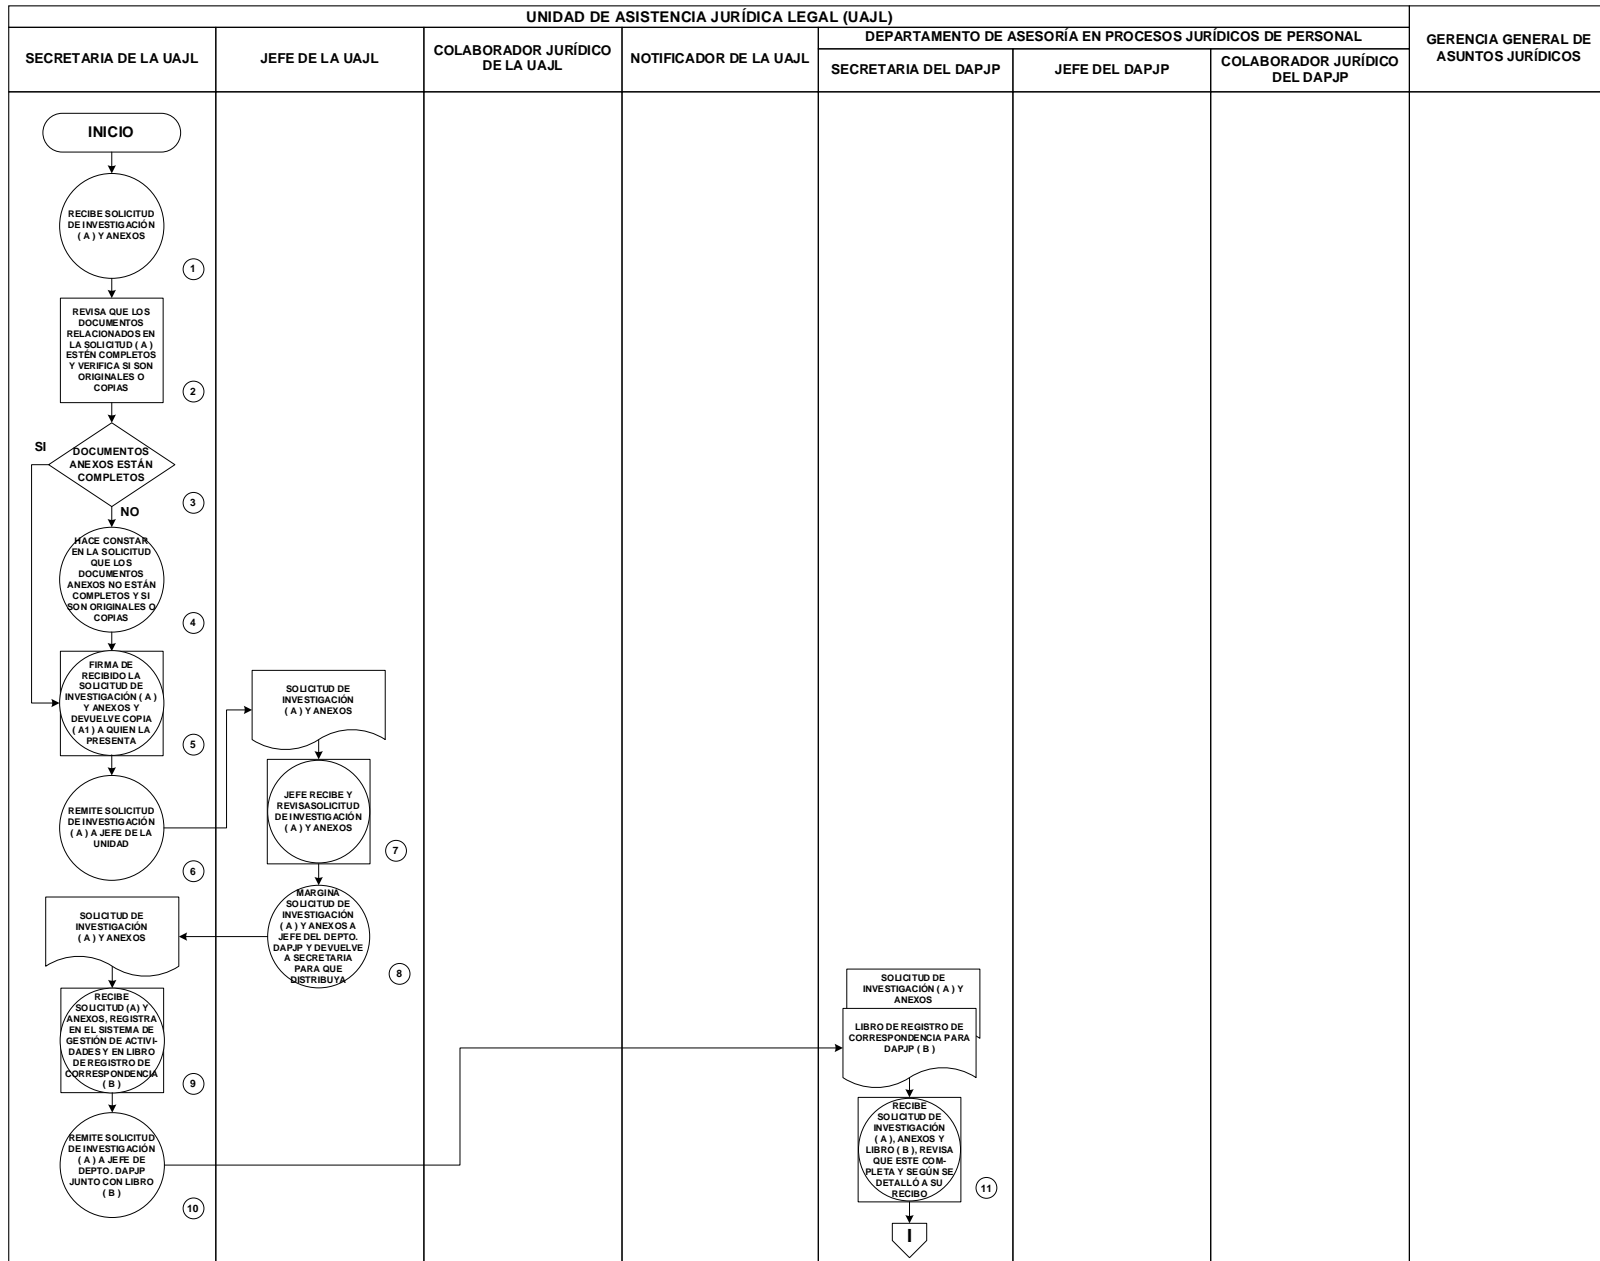 UNIDAD DE ASISTENCIA JURÍDICA LEGAL (UAJL)
GERENCIA GENERAL DE
ASUNTOS JURÍDICOS
SECRETARIA DE LA UAJL
JEFE DE LA UAJL
COLABORADOR JURÍDICO
DE LA UAJL
NOTIFICADOR DE LA UAJL
DEPARTAMENTO DE ASESORÍA EN PROCESOS JURÍDICOS DE PERSONAL
SECRETARIA DEL DAPJP
JEFE DEL DAPJP
COLABORADOR JURÍDICO
DEL DAPJP
INICIO
RECIBE SOLICITUD
DE INVESTIGACIÓN
( A ) Y ANEXOS
1
REVISA QUE LOS
DOCUMENTOS
RELACIONADOS EN
LA SOLICITUD ( A )
ESTÉN COMPLETOS
Y VERIFICA SI SON
ORIGINALES O
COPIAS
2
SI
DOCUMENTOS
ANEXOS ESTÁN
COMPLETOS
3
NO
HACE CONSTAR
EN LA SOLICITUD
QUE LOS
DOCUMENTOS
ANEXOS NO ESTÁN
COMPLETOS Y SI
SON ORIGINALES O
COPIAS
4
FIRMA DE
RECIBIDO LA
SOLICITUD DE
INVESTIGACIÓN ( A )
Y ANEXOS Y
DEVUELVE COPIA
( A1) A QUIEN LA
PRESENTA
5
REMITE SOLICITUD
DE INVESTIGACIÓN
( A ) A JEFE DE LA
UNIDAD
6
SOLICITUD DE
INVESTIGACIÓN
( A ) Y ANEXOS
JEFE RECIBE Y
REVISASOLICITUD
DE INVESTIGACIÓN
( A ) Y ANEXOS
7
MARGINA
SOLICITUD DE
INVESTIGACIÓN
( A ) Y ANEXOS A
JEFE DEL DEPTO.
DAPJP Y DEVUELVE
A SECRETARIA
PARA QUE
DISTRIBUYA
8
SOLICITUD DE
INVESTIGACIÓN
( A ) Y ANEXOS
RECIBE
SOLICITUD (A) Y
ANEXOS, REGISTRA
EN EL SISTEMA DE
GESTIÓN DE ACTIVI-
DADES Y EN LIBRO
DE REGISTRO DE
CORRESPONDENCIA
( B )
9
REMITE SOLICITUD
DE INVESTIGACIÓN
( A ) A JEFE DE
DEPTO. DAPJP
JUNTO CON LIBRO
( B )
10
SOLICITUD DE
INVESTIGACIÓN ( A ) Y
ANEXOS
LIBRO DE REGISTRO DE
CORRESPONDENCIA PARA
DAPJP ( B )
RECIBE
SOLICITUD DE
INVESTIGACIÓN
( A ), ANEXOS Y
LIBRO ( B ), REVISA
QUE ESTE COM-
PLETA Y SEGÚN SE
DETALLÓ A SU
RECIBO
11
I